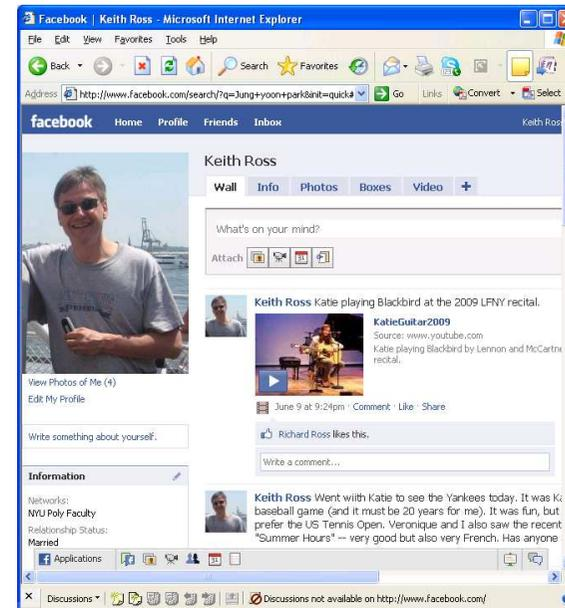 Facebook | Keith Ross - Microsoft Internet Explorer
File Edit View Favorites Tools Help
Back Search Favorites
Address http://www.facebook.com/search/?q=Jung+yoon+park&init=quick# Go Links Convert Select
facebook Home Profile Friends Inbox Keith Ross
Keith Ross
Wall Info Photos Boxes Video +
What's on your mind?
Attach
Keith Ross Katie playing Blackbird at the 2009 LFNY recital.
KatieGuitar2009
Source: www.youtube.com
Katie playing Blackbird by Lennon and McCartne
recital.
June 9 at 9:24pm · Comment · Like · Share
Richard Ross likes this.
Write a comment...
View Photos of Me (4)
Edit My Profile
Write something about yourself.
Information
Networks:
NYU Poly Faculty
Relationship Status:
Married
Keith Ross Went wiith Katie to see the Yankees today. It was Ka
baseball game (and it must be 20 years for me). It was fun, but
prefer the US Tennis Open. Veronique and I also saw the recent
"Summer Hours" -- very good but also very French. Has anyone
Applications
× Discussions Discussions not available on http://www.facebook.com/